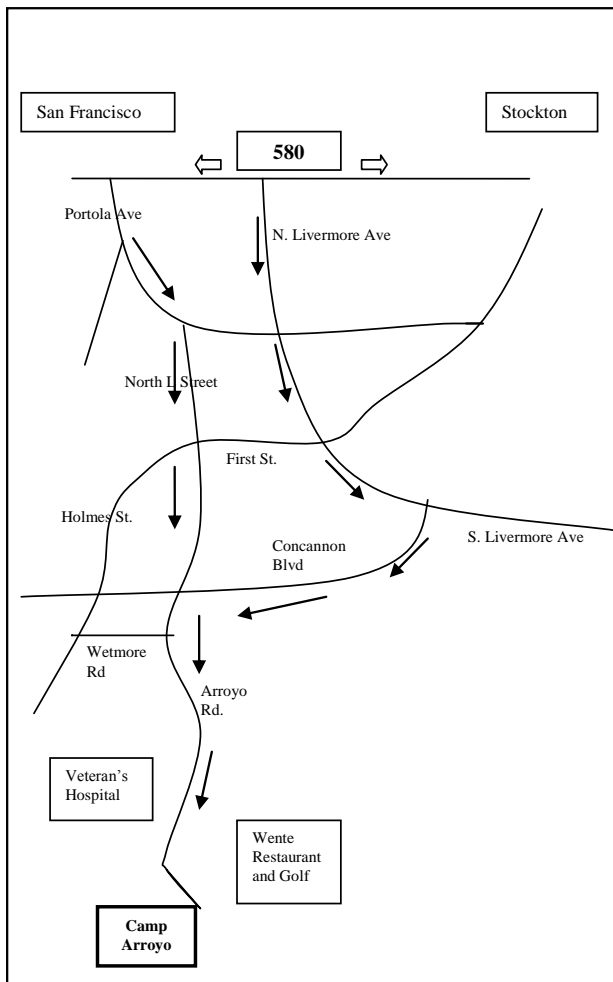 San Francisco
Stockton
580
Portola Ave
N. Livermore Ave
North L Street
First St.
Holmes St.
S. Livermore Ave
Concannon
Blvd
Wetmore
Rd
Arroyo
Rd.
Veteran's
Hospital
Wente
Restaurant
and Golf
Camp
Arroyo